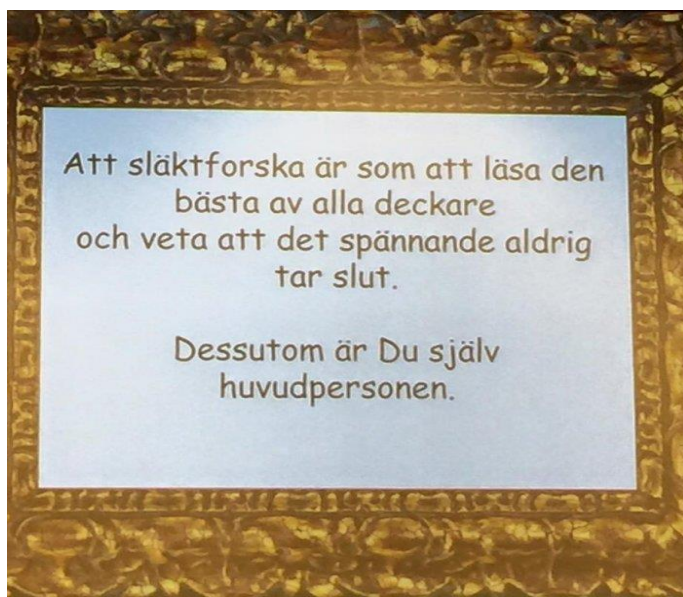 Att släktforska är som att läsa den
bästa av alla deckare
och veta att det spännande aldrig
tar slut.
Dessutom är Du själv
huvudpersonen.